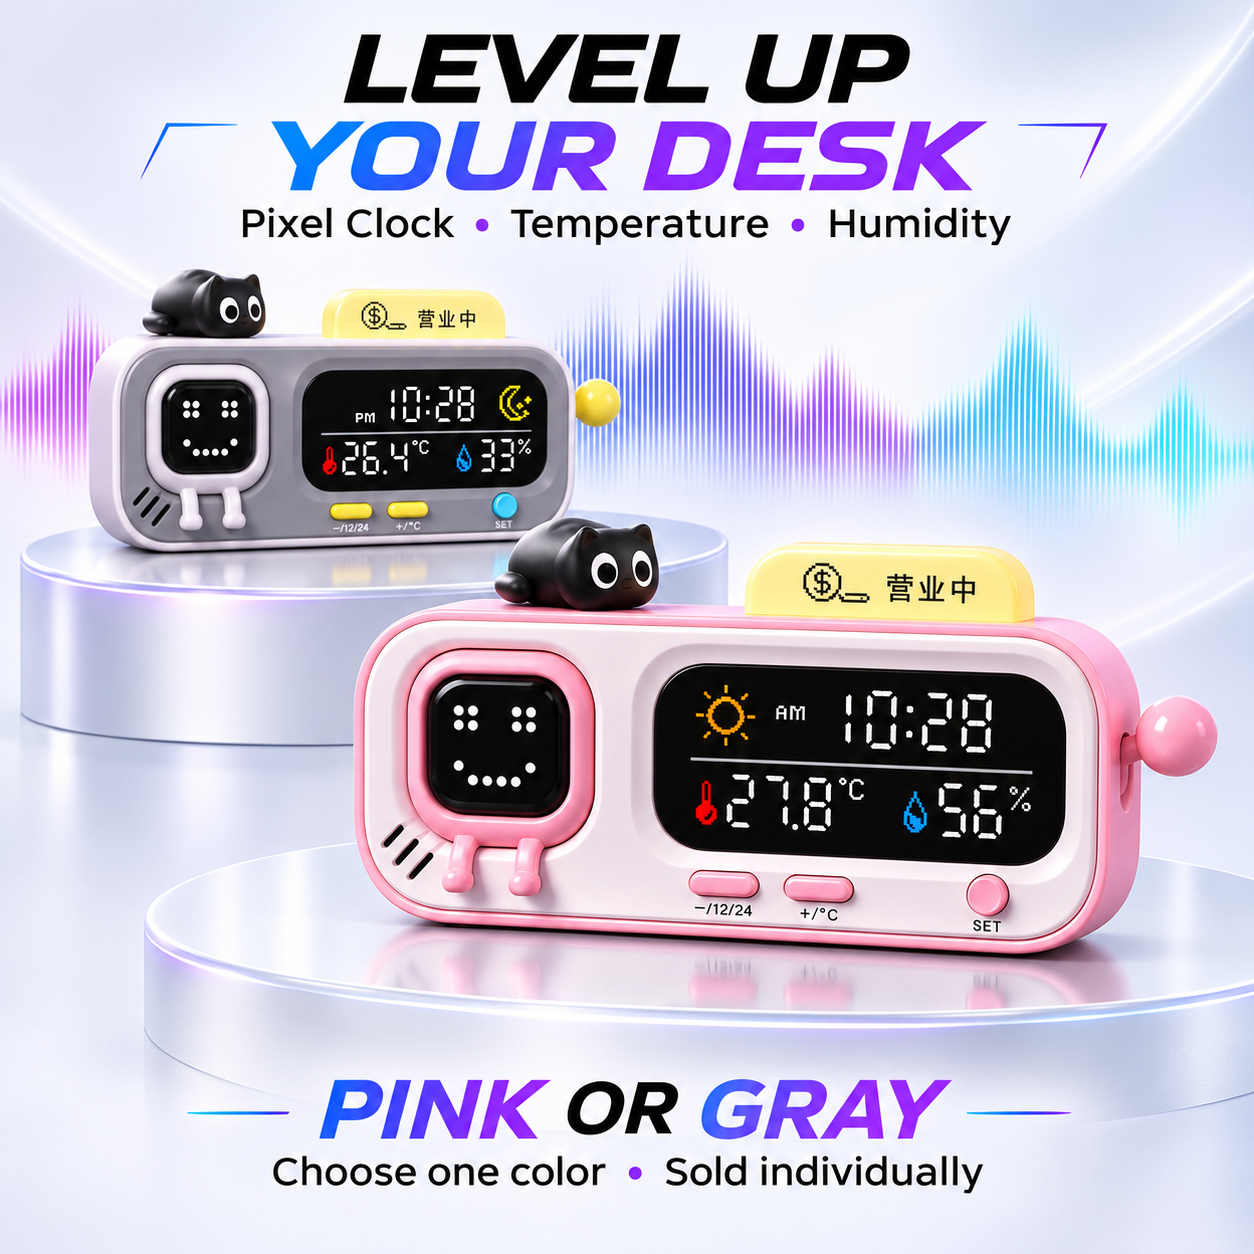 LEVEL UP
YOUR DESK
Pixel Clock • Temperature • Humidity
$ 营业中
PM 10:28
26.4°C 33%
−/12/24 +/°C SET
$ 营业中
AM 10:28
27.8°C 56%
−/12/24 +/°C SET
PINK OR GRAY
Choose one color • Sold individually